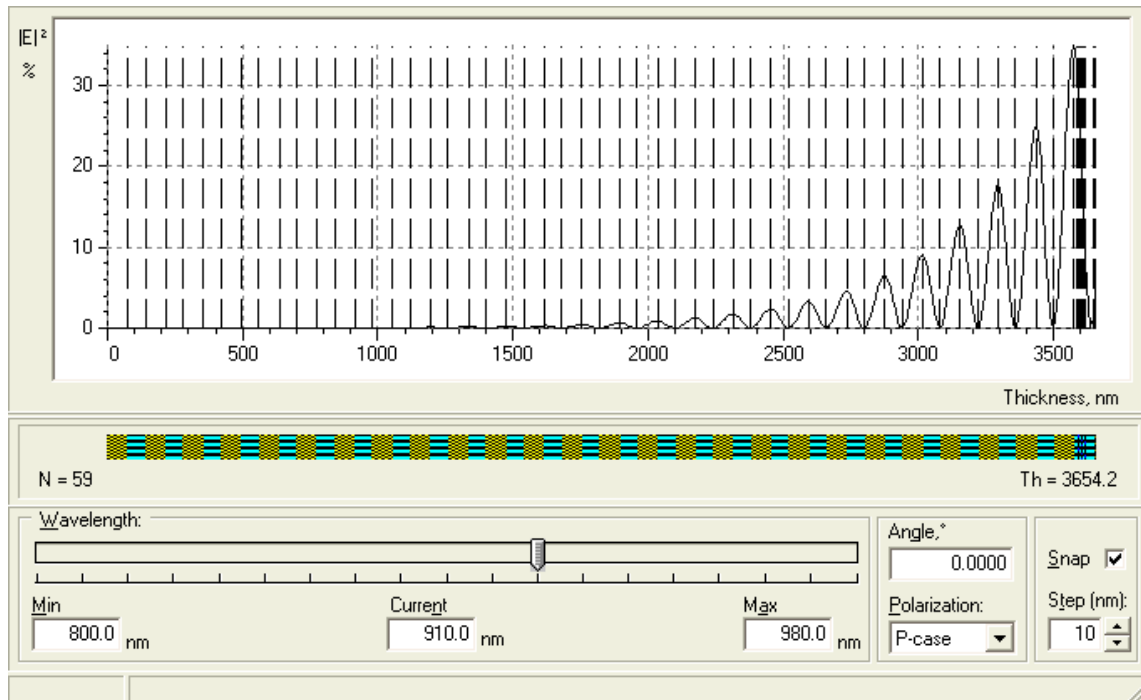 |E|²
%
30
20
10
0
0 500 1000 1500 2000 2500 3000 3500
Thickness, nm
N = 59 Th = 3654.2
Wavelength:
Min Current Max
800.0 nm 910.0 nm 980.0 nm
Angle,°
0.0000
Polarization:
P-case
Snap
Step (nm):
10